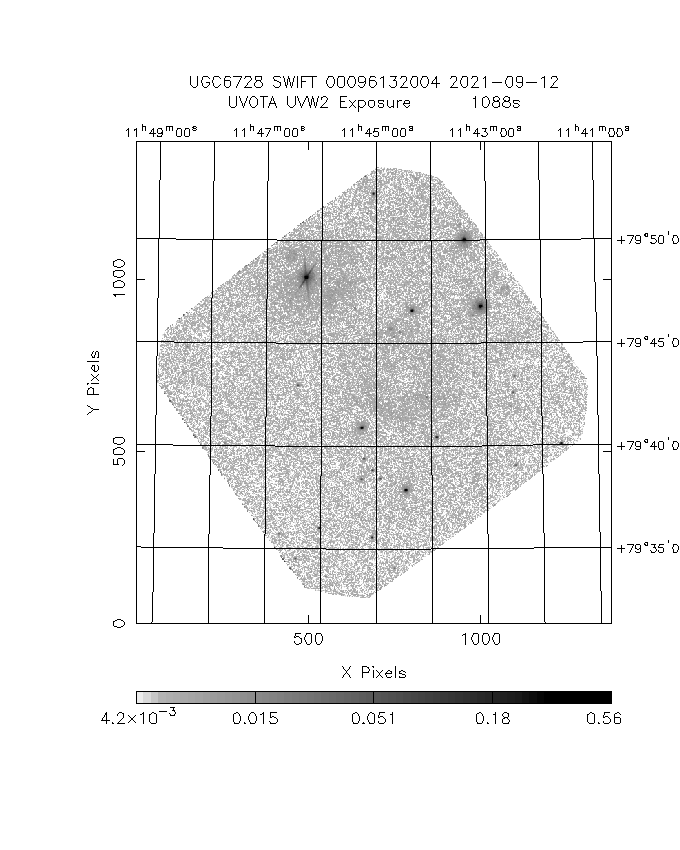 UGC6728 SWIFT 00096132004 2021-09-12
UVOTA UVW2 Exposure 1088s
11h49m00s 11h47m00s 11h45m00s 11h43m00s 11h41m00s
+79°50'0
1000
+79°45'0
Y Pixels
500
+79°40'0
+79°35'0
0
500 1000
X Pixels
4.2×10−3 0.015 0.051 0.18 0.56